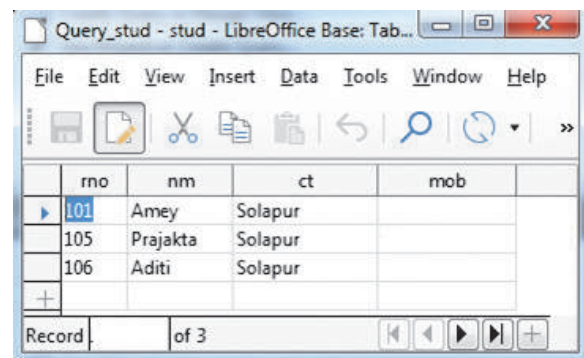 Query_stud - stud - LibreOffice Base: Tab...
File Edit View Insert Data Tools Window Help
»
rno nm ct mob
101 Amey Solapur
105 Prajakta Solapur
106 Aditi Solapur
Record of 3